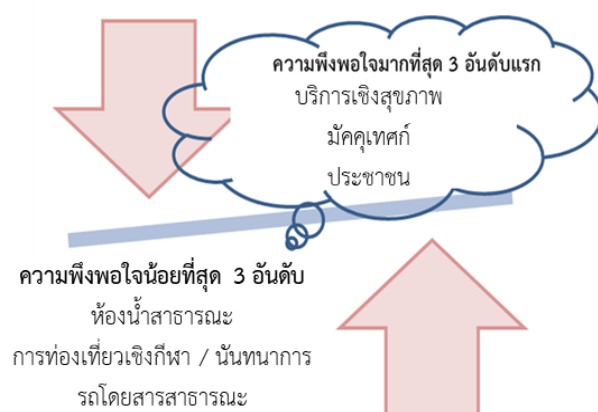 ความพึงพอใจมากที่สุด 3 อันดับแรก
บริการเชิงสุขภาพ
มัคคุเทศก์
ประชาชน
ความพึงพอใจน้อยที่สุด 3 อันดับ
ห้องน้ำสาธารณะ
การท่องเที่ยวเชิงกีฬา / นันทนาการ
รถโดยสารสาธารณะ